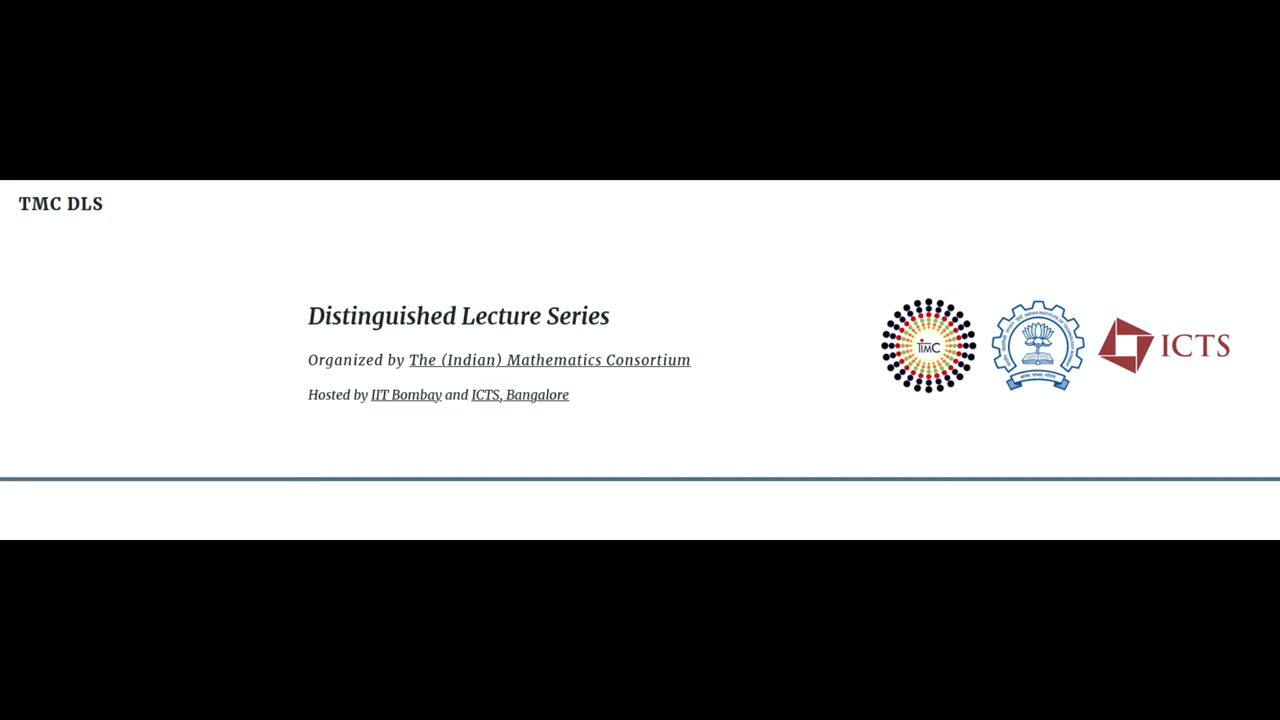 TMC DLS
Distinguished Lecture Series
Organized by The (Indian) Mathematics Consortium
Hosted by IIT Bombay and ICTS, Bangalore
TMC
ICTS